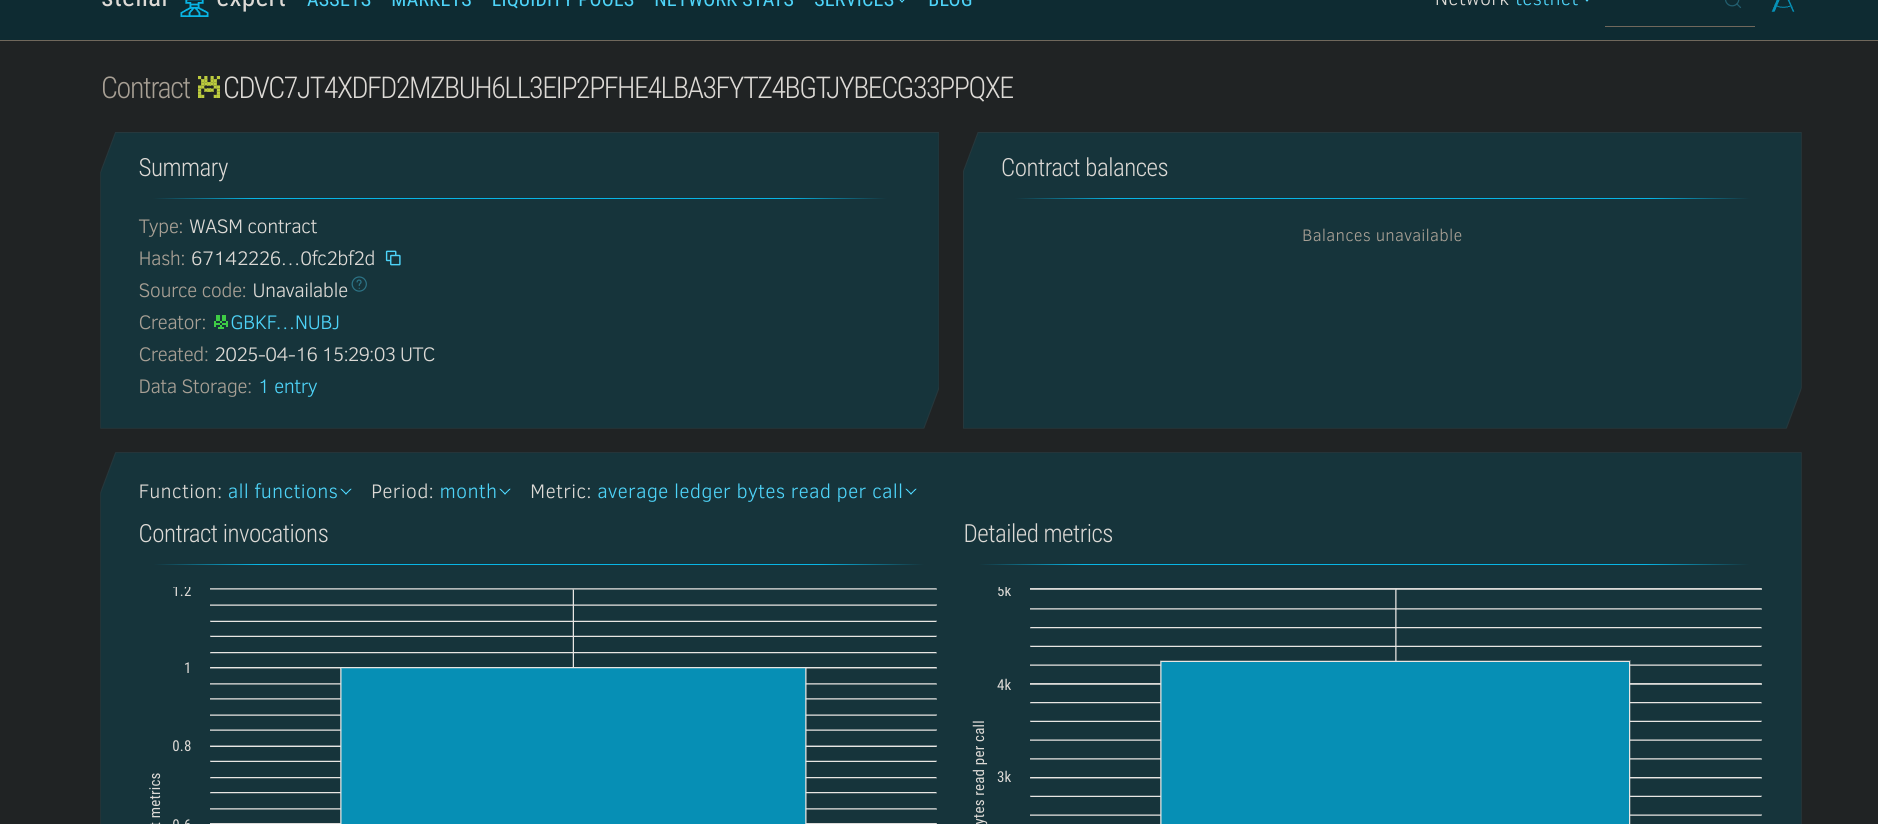 stellar expert ASSETS MARKETS LIQUIDITY POOLS NETWORK STATS SERVICES BLOG Network testnet
Contract CDVC7JT4XDFD2MZBUH6LL3EIP2PFHE4LBA3FYTZ4BGTJYBECG33PPQXE
Summary
Type: WASM contract
Hash: 67142226…0fc2bf2d
Source code: Unavailable ?
Creator: GBKF…NUBJ
Created: 2025-04-16 15:29:03 UTC
Data Storage: 1 entry
Contract balances
Balances unavailable
Function: all functions Period: month Metric: average ledger bytes read per call
Contract invocations
1.2
1
0.8
0.6
metrics
Detailed metrics
5k
4k
3k
ytes read per call